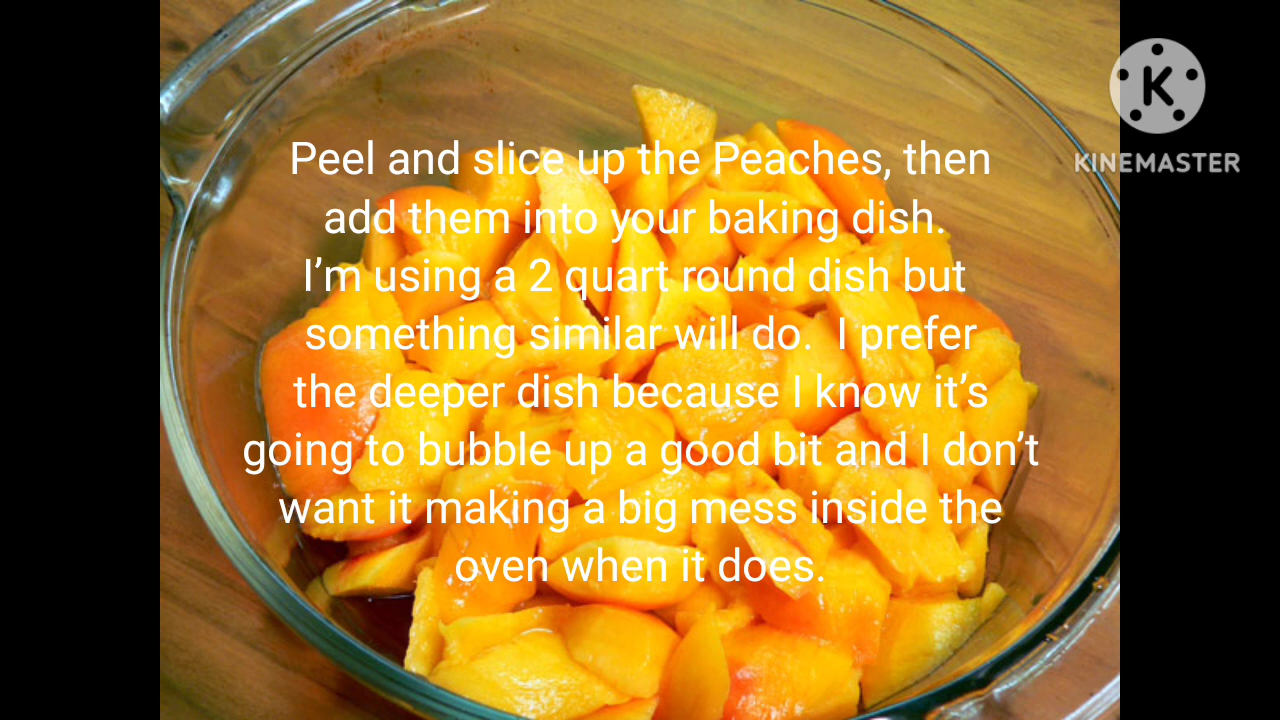 Peel and slice up the Peaches, then
add them into your baking dish.
I’m using a 2 quart round dish but
something similar will do.  I prefer
the deeper dish because I know it’s
going to bubble up a good bit and I don’t
want it making a big mess inside the
oven when it does.
K
KINEMASTER